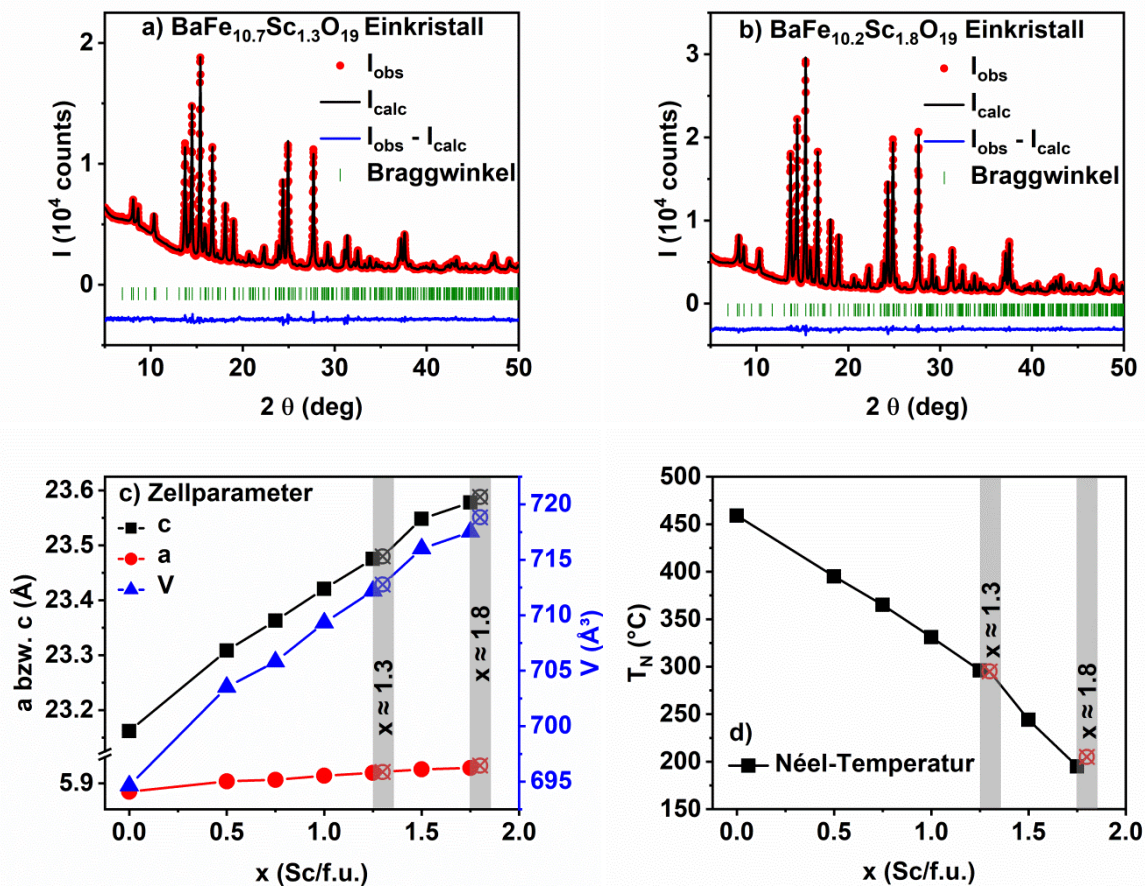 a) BaFe10.7Sc1.3O19 Einkristall
Iobs
Icalc
Iobs - Icalc
Braggwinkel
I (10⁴ counts)
2
1
0
10 20 30 40 50
2 θ (deg)
b) BaFe10.2Sc1.8O19 Einkristall
Iobs
Icalc
Iobs - Icalc
Braggwinkel
I (10⁴ counts)
3
2
1
0
10 20 30 40 50
2 θ (deg)
c) Zellparameter
c
a
V
a bzw. c (Å)
23.6
23.5
23.4
23.3
23.2
5.9
V (Å³)
720
715
710
705
700
695
x ≈ 1.3
x ≈ 1.8
0.0 0.5 1.0 1.5 2.0
x (Sc/f.u.)
TN (°C)
500
450
400
350
300
250
200
150
x ≈ 1.3
x ≈ 1.8
d)
Néel-Temperatur
0.0 0.5 1.0 1.5 2.0
x (Sc/f.u.)